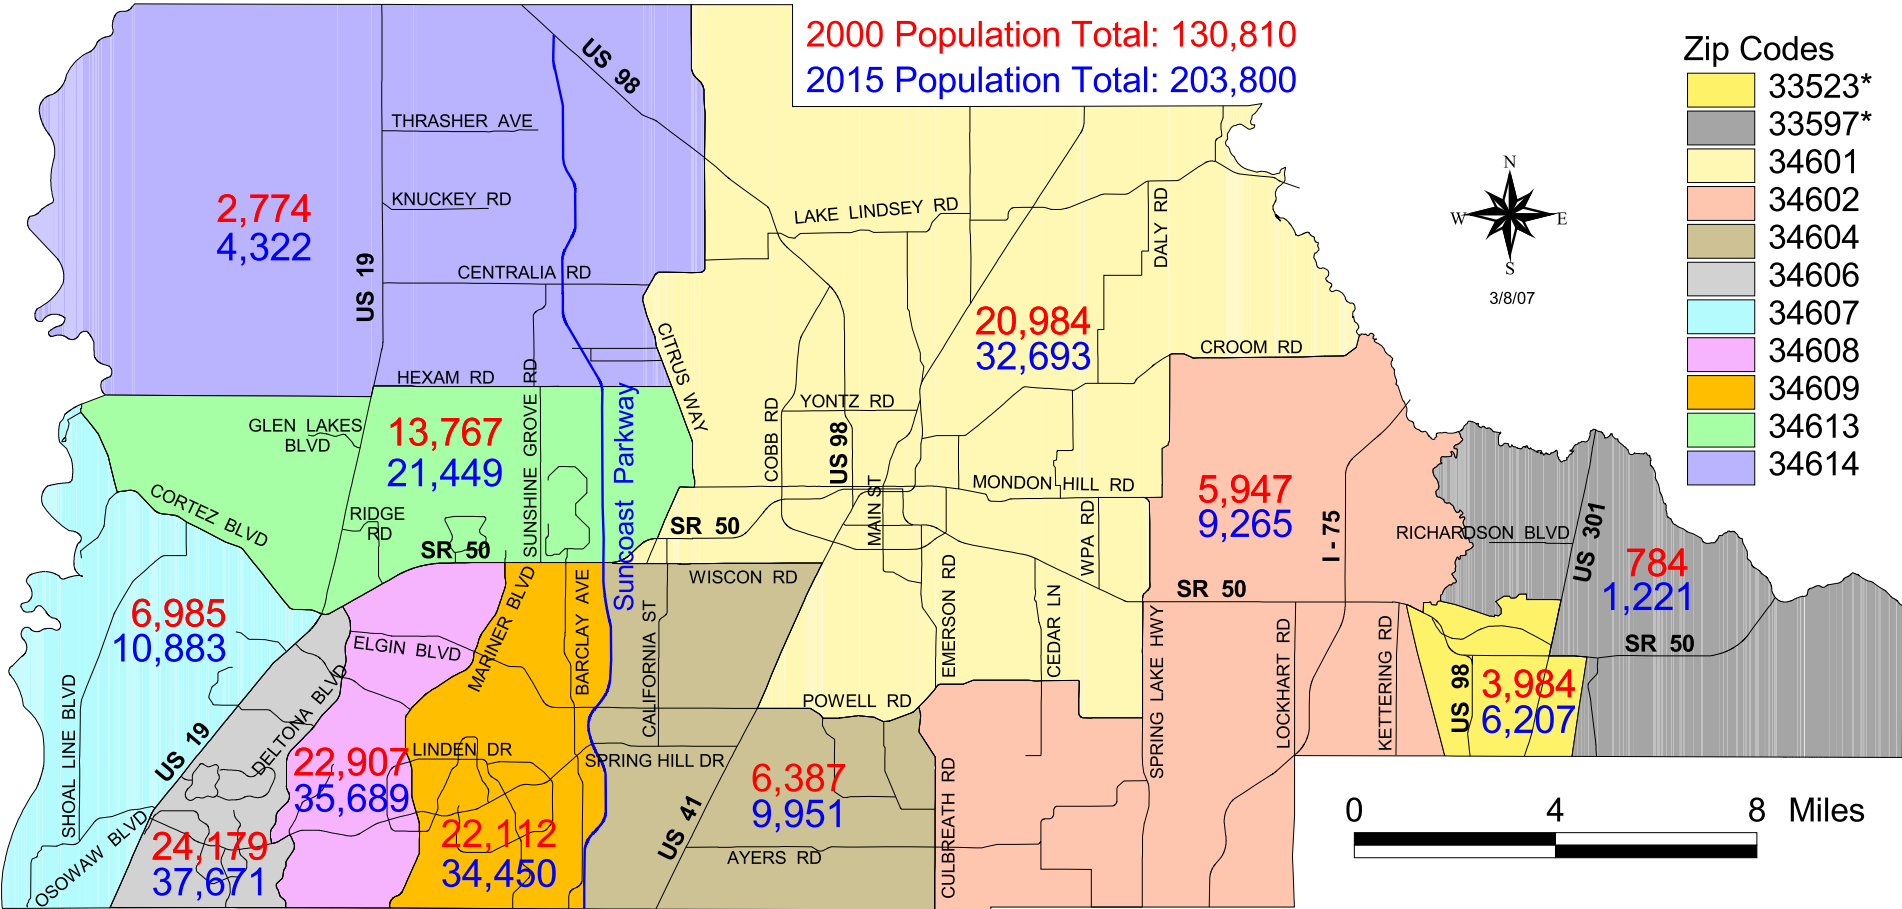 2000 Population Total: 130,810
2015 Population Total: 203,800
Zip Codes
33523*
33597*
34601
34602
34604
34606
34607
34608
34609
34613
34614
N
W
E
S
3/8/07
US 98
THRASHER AVE
KNUCKEY RD
2,774
4,322
US 19
CENTRALIA RD
LAKE LINDSEY RD
DALY RD
20,984
32,693
CITRUS WAY
CROOM RD
HEXAM RD
SUNSHINE GROVE RD
Suncoast Parkway
GLEN LAKES
BLVD
13,767
21,449
COBB RD
YONTZ RD
US 98
MAIN ST
MONDON HILL RD
5,947
9,265
I - 75
CORTEZ BLVD
RIDGE
RD
SR 50
SR 50
WPA RD
RICHARDSON BLVD
US 301
784
1,221
WISCON RD
SR 50
SR 50
6,985
10,883
ELGIN BLVD
MARINER BLVD
BARCLAY AVE
CALIFORNIA ST
EMERSON RD
CEDAR LN
SPRING LAKE HWY
LOCKHART RD
KETTERING RD
US 98
3,984
6,207
SHOAL LINE BLVD
US 19
DELTONA BLVD
POWELL RD
22,907
35,689
LINDEN DR
SPRING HILL DR
6,387
9,951
CULBREATH RD
US 41
AYERS RD
OSOWAW BLVD
24,179
37,671
22,112
34,450
0 4 8 Miles